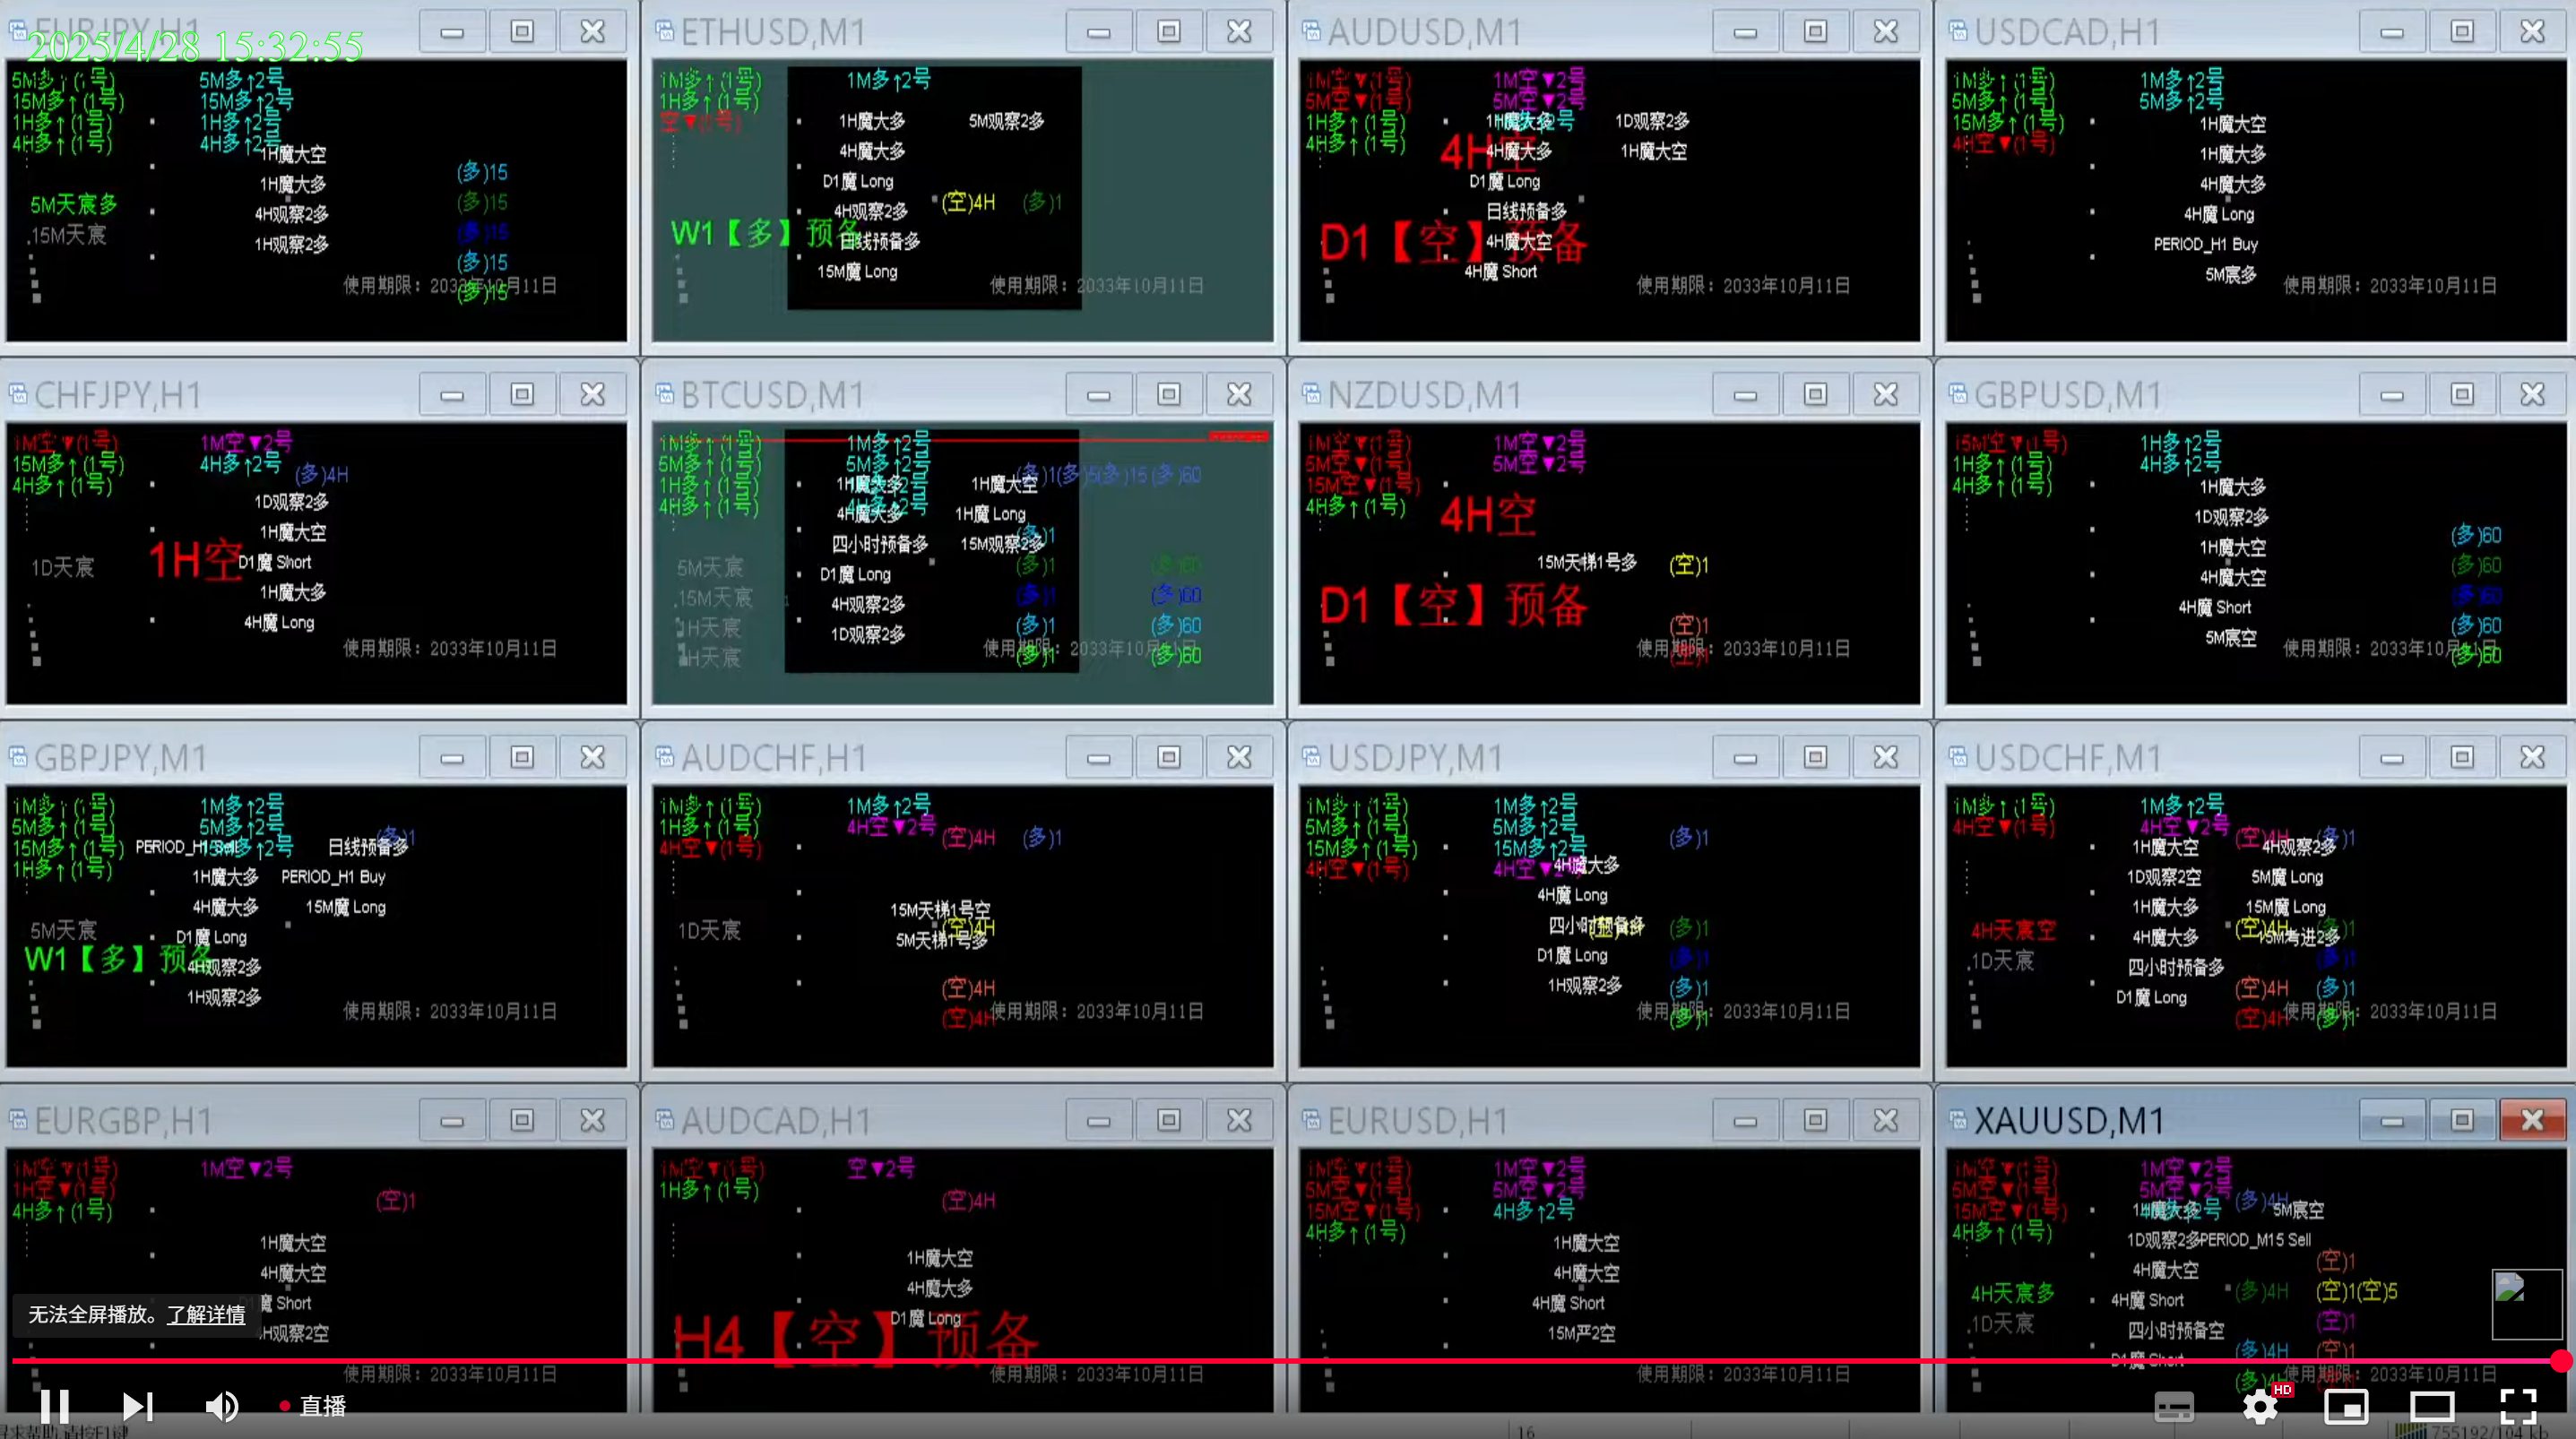 EURJPY,H1
2025/4/28 15:32:55
5M多↑(1号) 5M多↑2号
15M多↑(1号) 15M多↑2号
1H多↑(1号) 1H多↑2号
4H多↑(1号) 4H多↑2号
1H魔大空
(多)15
1H魔大多
5M天宸多 (多)15
4H观察2多
.15M天宸 (多)15
1H观察2多
(多)15
使用期限：2033年10月11日
(多)15
ETHUSD,M1
1M多↑(1号) 1M多↑2号
1H多↑(1号)
空▼(1号) 1H魔大多 5M观察2多
4H魔大多
D1魔 Long
(空)4H (多)1
4H观察2多
W1【多】预备
日线预备多
15M魔 Long
使用期限：2033年10月11日
AUDUSD,M1
1M空▼(1号) 1M空▼2号
5M空▼(1号) 5M空▼2号
1H多↑(1号) 1H魔大多 1D观察2多
4H多↑(1号) 4H空 4H魔大多 1H魔大空
D1魔 Long
日线预备多
D1【空】预备
4H魔大空
4H魔 Short
使用期限：2033年10月11日
USDCAD,H1
1M多↑(1号) 1M多↑2号
5M多↑(1号) 5M多↑2号
15M多↑(1号) 1H魔大空
4H空▼(1号) 1H魔大多
4H魔大多
4H魔 Long
PERIOD_H1 Buy
5M宸多
使用期限：2033年10月11日
CHFJPY,H1
1M空▼(1号) 1M空▼2号
15M多↑(1号) 4H多↑2号
4H多↑(1号) (多)4H
1D观察2多
1H魔大空
1D天宸 1H空 D1魔 Short
1H魔大多
4H魔 Long
使用期限：2033年10月11日
BTCUSD,M1
1M多↑(1号) 1M多↑2号
5M多↑(1号) 5M多↑2号
(多)1(多)5(多)15(多)60
1H多↑(1号) 1H魔大多 1H魔大空
4H多↑(1号) 4H魔大多 1H魔 Long
(多)1
四小时预备多 15M观察2多
5M天宸 D1魔 Long (多)1 (多)60
.15M天宸 4H观察2多 (多)1 (多)60
1H天宸 1D观察2多 (多)1 (多)60
使用期限：2033年10月11日
H天宸 (多)1 (多)60
NZDUSD,M1
1M空▼(1号) 1M空▼2号
5M空▼(1号) 5M空▼2号
15M空▼(1号)
4H多↑(1号) 4H空
15M天梯1号多 (空)1
D1【空】预备
(空)1
使用期限：2033年10月11日
(空)1
GBPUSD,M1
15M空▼(1号) 1H多↑2号
1H多↑(1号) 4H多↑2号
4H多↑(1号) 1H魔大多
1D观察2多
(多)60
1H魔大空
(多)60
4H魔大空
(多)60
4H魔 Short
(多)60
5M宸空
使用期限：2033年10月11日
(多)60
GBPJPY,M1
1M多↑(1号) 1M多↑2号
5M多↑(1号) 5M多↑2号
(多)1
15M多↑(1号) PERIOD_H1 Sell 15M多↑2号 日线预备多
1H多↑(1号) 1H魔大多 PERIOD_H1 Buy
4H魔大多 15M魔 Long
5M天宸 D1魔 Long
W1【多】预备
4H观察2多
1H观察2多
使用期限：2033年10月11日
AUDCHF,H1
1M多↑(1号) 1M多↑2号
1H多↑(1号) 4H空▼2号 (空)4H (多)1
4H空▼(1号)
15M天梯1号空
1D天宸 (空)4H
5M天梯1号多
(空)4H
使用期限：2033年10月11日
(空)4H
USDJPY,M1
1M多↑(1号) 1M多↑2号
5M多↑(1号) 5M多↑2号 (多)1
15M多↑(1号) 15M多↑2号
4H空▼(1号) 4H空▼2号 4H魔大多
4H魔 Long
四小时预备多 (多)1
D1魔 Long (多)1
1H观察2多 (多)1
使用期限：2033年10月11日
(多)1
USDCHF,M1
1M多↑(1号) 1M多↑2号
4H空▼(1号) 4H空▼2号 (空)4H (多)1
1H魔大空 4H观察2多
1D观察2空 5M魔 Long
1H魔大多 15M魔 Long
4H天宸空 4H魔大多 (空)4H (多)1
15M考进2多
.1D天宸 四小时预备多 (多)1
D1魔 Long (空)4H (多)1
使用期限：2033年10月11日
(空)4H (多)1
EURGBP,H1
1M空▼(1号) 1M空▼2号
1H空▼(1号) (空)1
4H多↑(1号)
1H魔大空
4H魔大空
魔 Short
4H观察2空
使用期限：2033年10月11日
AUDCAD,H1
1M空▼(1号) 空▼2号
1H多↑(1号) (空)4H
1H魔大空
4H魔大多
D1魔 Long
H4【空】预备
使用期限：2033年10月11日
EURUSD,H1
1M空▼(1号) 1M空▼2号
5M空▼(1号) 5M空▼2号
15M空▼(1号) 4H多↑2号
4H多↑(1号) 1H魔大空
4H魔大空
4H魔 Short
15M严2空
使用期限：2033年10月11日
XAUUSD,M1
1M空▼(1号) 1M空▼2号
5M空▼(1号) 5M空▼2号 (多)4H
15M空▼(1号) 1H魔大多 5M宸空
4H多↑(1号) 1D观察2多 PERIOD_M15 Sell
4H魔大空 (空)1
4H天宸多 4H魔 Short (多)4H (空)1(空)5
.1D天宸 四小时预备空 (空)1
D1魔 Short (多)4H (空)1
使用期限：2033年10月11日
(多)4H
无法全屏播放。了解详情
直播
HD
寻求帮助,请按F1键
16
755192/104 kb